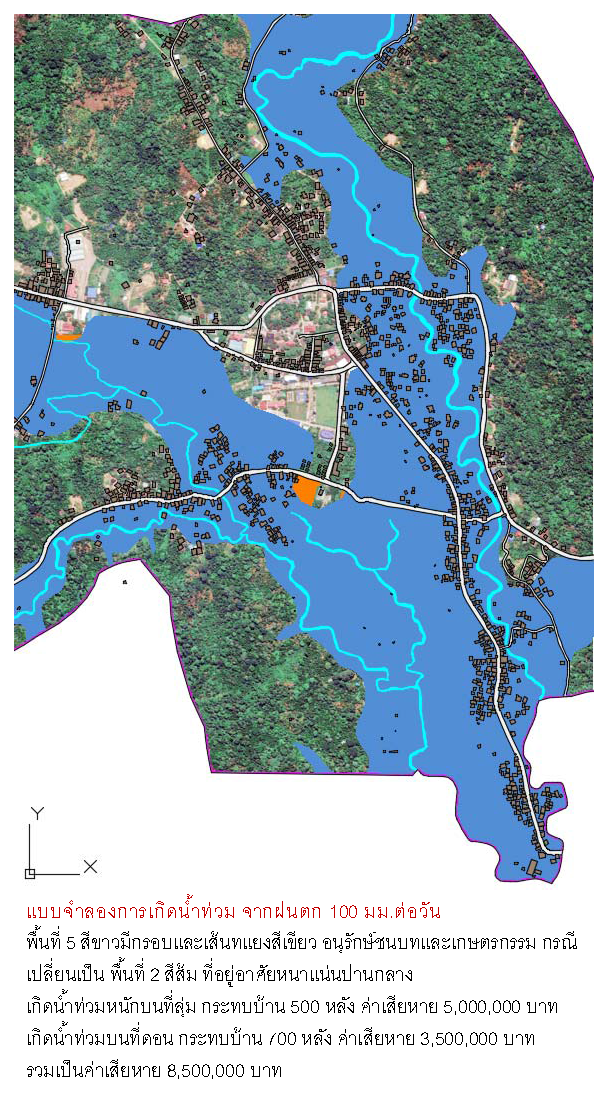 Y
X
แบบจำลองการเกิดน้ำท่วม จากฝนตก 100 มม.ต่อวัน
พื้นที่ 5 สีขาวมีกรอบและเส้นทแยงสีเขียว อนุรักษ์ชนบทและเกษตรกรรม กรณี
เปลี่ยนเป็น พื้นที่ 2 สีส้ม ที่อยู่อาศัยหนาแน่นปานกลาง
เกิดน้ำท่วมหนักบนที่ลุ่ม กระทบบ้าน 500 หลัง ค่าเสียหาย 5,000,000 บาท
เกิดน้ำท่วมบนที่ดอน กระทบบ้าน 700 หลัง ค่าเสียหาย 3,500,000 บาท
รวมเป็นค่าเสียหาย 8,500,000 บาท